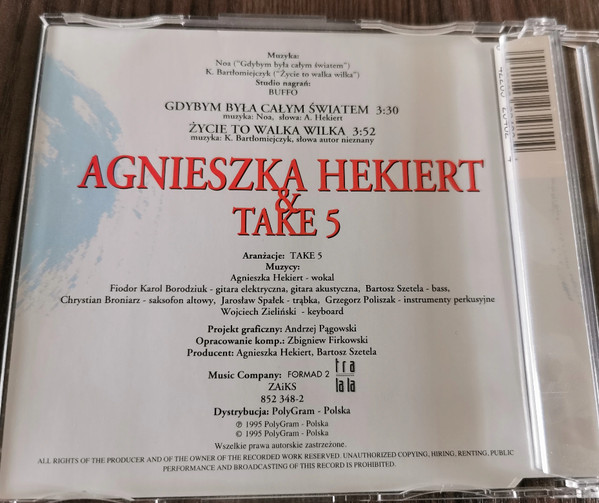 Muzyka:
Noa ("Gdybym była całym światem")
K. Bartłomiejczyk ("Życie to walka wilka")
Studio nagrań:
BUFFO
GDYBYM BYŁA CAŁYM ŚWIATEM 3:30
muzyka: Noa, słowa: A. Hekiert
ŻYCIE TO WALKA WILKA 3:52
muzyka: K. Bartłomiejczyk, słowa autor nieznany
AGNIESZKA HEKIERT
&
TAKE 5
Aranżacje: TAKE 5
Muzycy:
Agnieszka Hekiert - wokal
Fiodor Karol Borodziuk - gitara elektryczna, gitara akustyczna, Bartosz Szetela - bass,
Chrystian Broniarz - saksofon altowy, Jarosław Spałek - trąbka, Grzegorz Poliszak - instrumenty perkusyjne
Wojciech Zieliński - keyboard
Projekt graficzny: Andrzej Pągowski
Opracowanie komp.: Zbigniew Firkowski
Producent: Agnieszka Hekiert, Bartosz Szetela
Music Company: FORMAD 2
tra
la la
ZAiKS
852 348-2
Dystrybucja: PolyGram - Polska
℗ 1995 PolyGram - Polska
© 1995 PolyGram - Polska
Wszelkie prawa autorskie zastrzeżone.
ALL RIGHTS OF THE PRODUCER AND OF THE OWNER OF THE RECORDED WORK RESERVED. UNAUTHORIZED COPYING, HIRING, RENTING, PUBLIC
PERFORMANCE AND BROADCASTING OF THIS RECORD IS PROHIBITED.